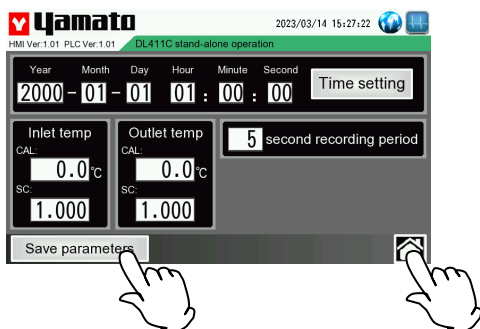 Yamato
2023/03/14 15:27:22
HMI Ver:1.01 PLC Ver:1.01 DL411C stand-alone operation
Year Month Day Hour Minute Second
2000 - 01 - 01 01 : 00 : 00 Time setting
Inlet temp Outlet temp 5 second recording period
CAL: CAL:
0.0 ℃ 0.0 ℃
SC: SC:
1.000 1.000
Save parameters